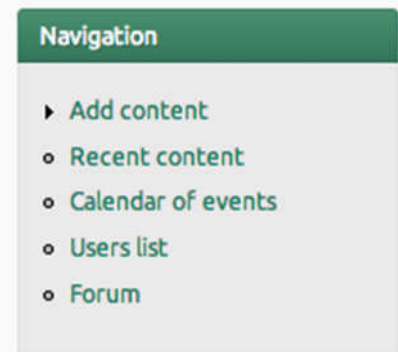 Navigation
Add content
Recent content
Calendar of events
Users list
Forum